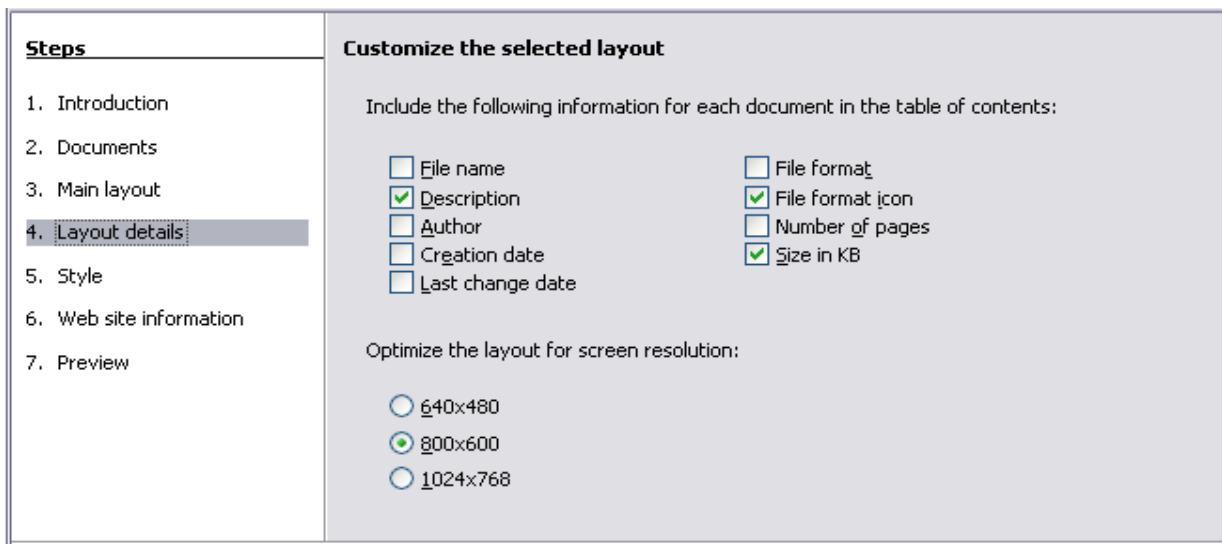 Steps
1. Introduction
2. Documents
3. Main layout
4. Layout details
5. Style
6. Web site information
7. Preview
Customize the selected layout
Include the following information for each document in the table of contents:
File name
Description
Author
Creation date
Last change date
File format
File format icon
Number of pages
Size in KB
Optimize the layout for screen resolution:
640x480
800x600
1024x768